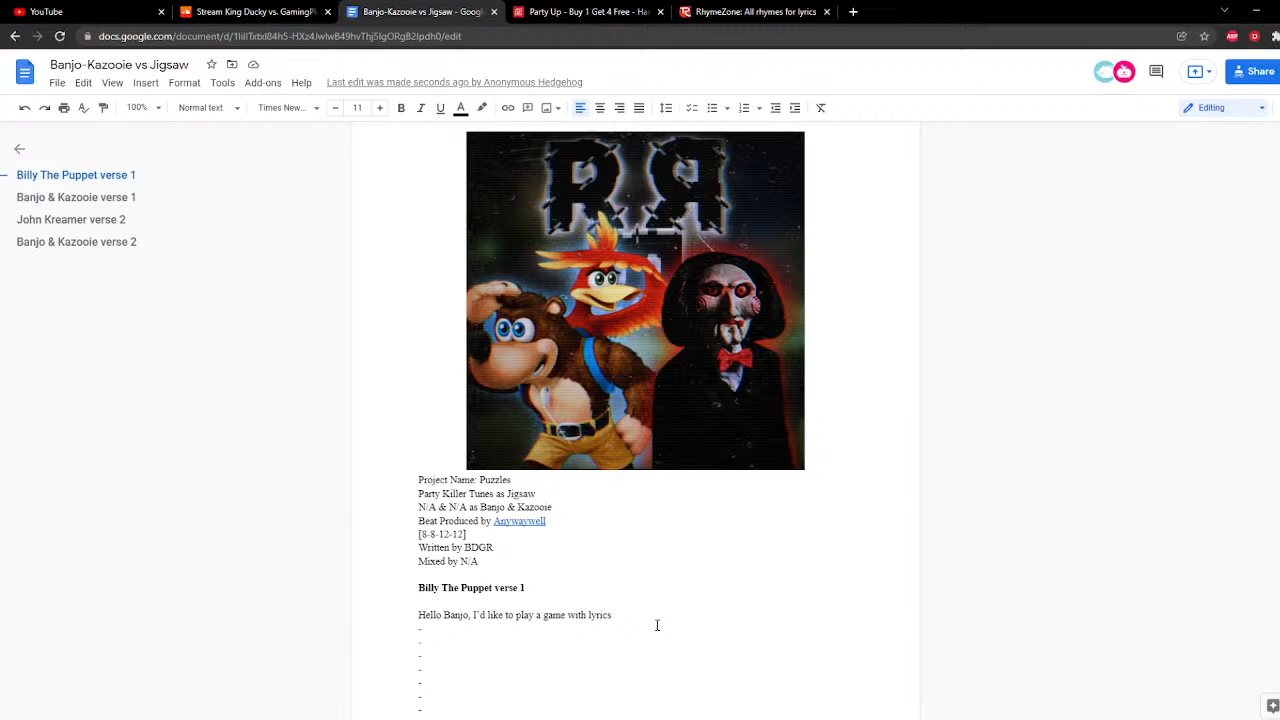 YouTube
Stream King Ducky vs. GamingPl
Banjo-Kazooie vs Jigsaw - Googl
Party Up - Buy 1 Get 4 Free - Ha
RhymeZone: All rhymes for lyrics
docs.google.com/document/d/1lilITxtd84h5-HXz4JwlwB49hvThj5lgORgB2Ipdh0/edit
Banjo-Kazooie vs Jigsaw
File Edit View Insert Format Tools Add-ons Help
Last edit was made seconds ago by Anonymous Hedgehog
Share
100% Normal text Times New... 11
Editing
Billy The Puppet verse 1
Banjo & Kazooie verse 1
John Kreamer verse 2
Banjo & Kazooie verse 2
Project Name: Puzzles
Party Killer Tunes as Jigsaw
N/A & N/A as Banjo & Kazooie
Beat Produced by Anywaywell
[8-8-12-12]
Written by BDGR
Mixed by N/A
Billy The Puppet verse 1
Hello Banjo, I'd like to play a game with lyrics
-
-
-
-
-
-
-